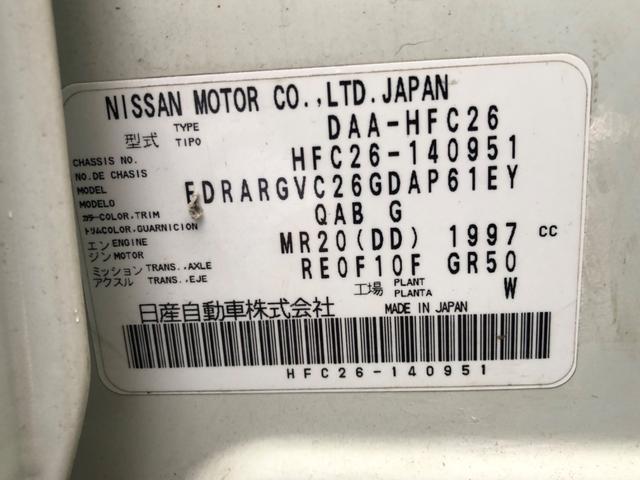 NISSAN MOTOR CO.,LTD.JAPAN
型式 TYPE TIPO DAA-HFC26
CHASSIS NO. NO.DE CHASIS HFC26-140951
MODEL MODELO FDRARGVC26GDAP61EY
カラー COLOR,TRIM トリム COLOR,GUARNICION QAB G
エンジン ENGINE MOTOR MR20(DD) 1997 CC
ミッション アクスル TRANS.,AXLE TRANS.,EJE RE0F10F GR50
工場 PLANT PLANTA W
日産自動車株式会社 MADE IN JAPAN
HFC26-140951